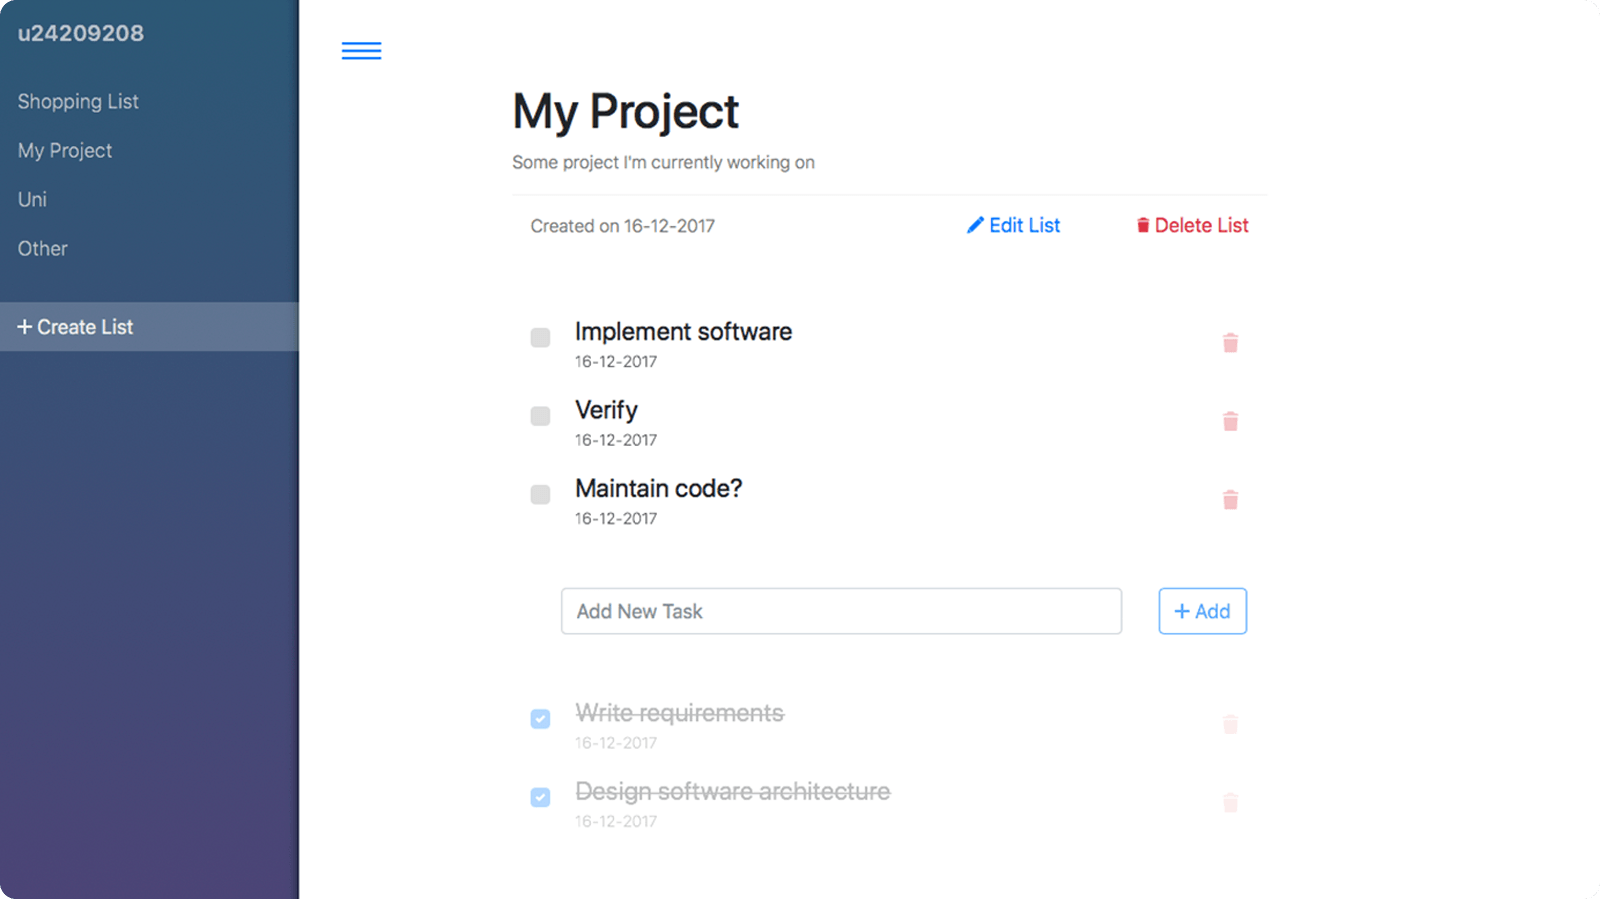 u24209208
Shopping List
My Project
Uni
Other
+ Create List
My Project
Some project I'm currently working on
Created on 16-12-2017
Edit List
Delete List
Implement software
16-12-2017
Verify
16-12-2017
Maintain code?
16-12-2017
Add New Task
+ Add
Write requirements
16-12-2017
Design software architecture
16-12-2017